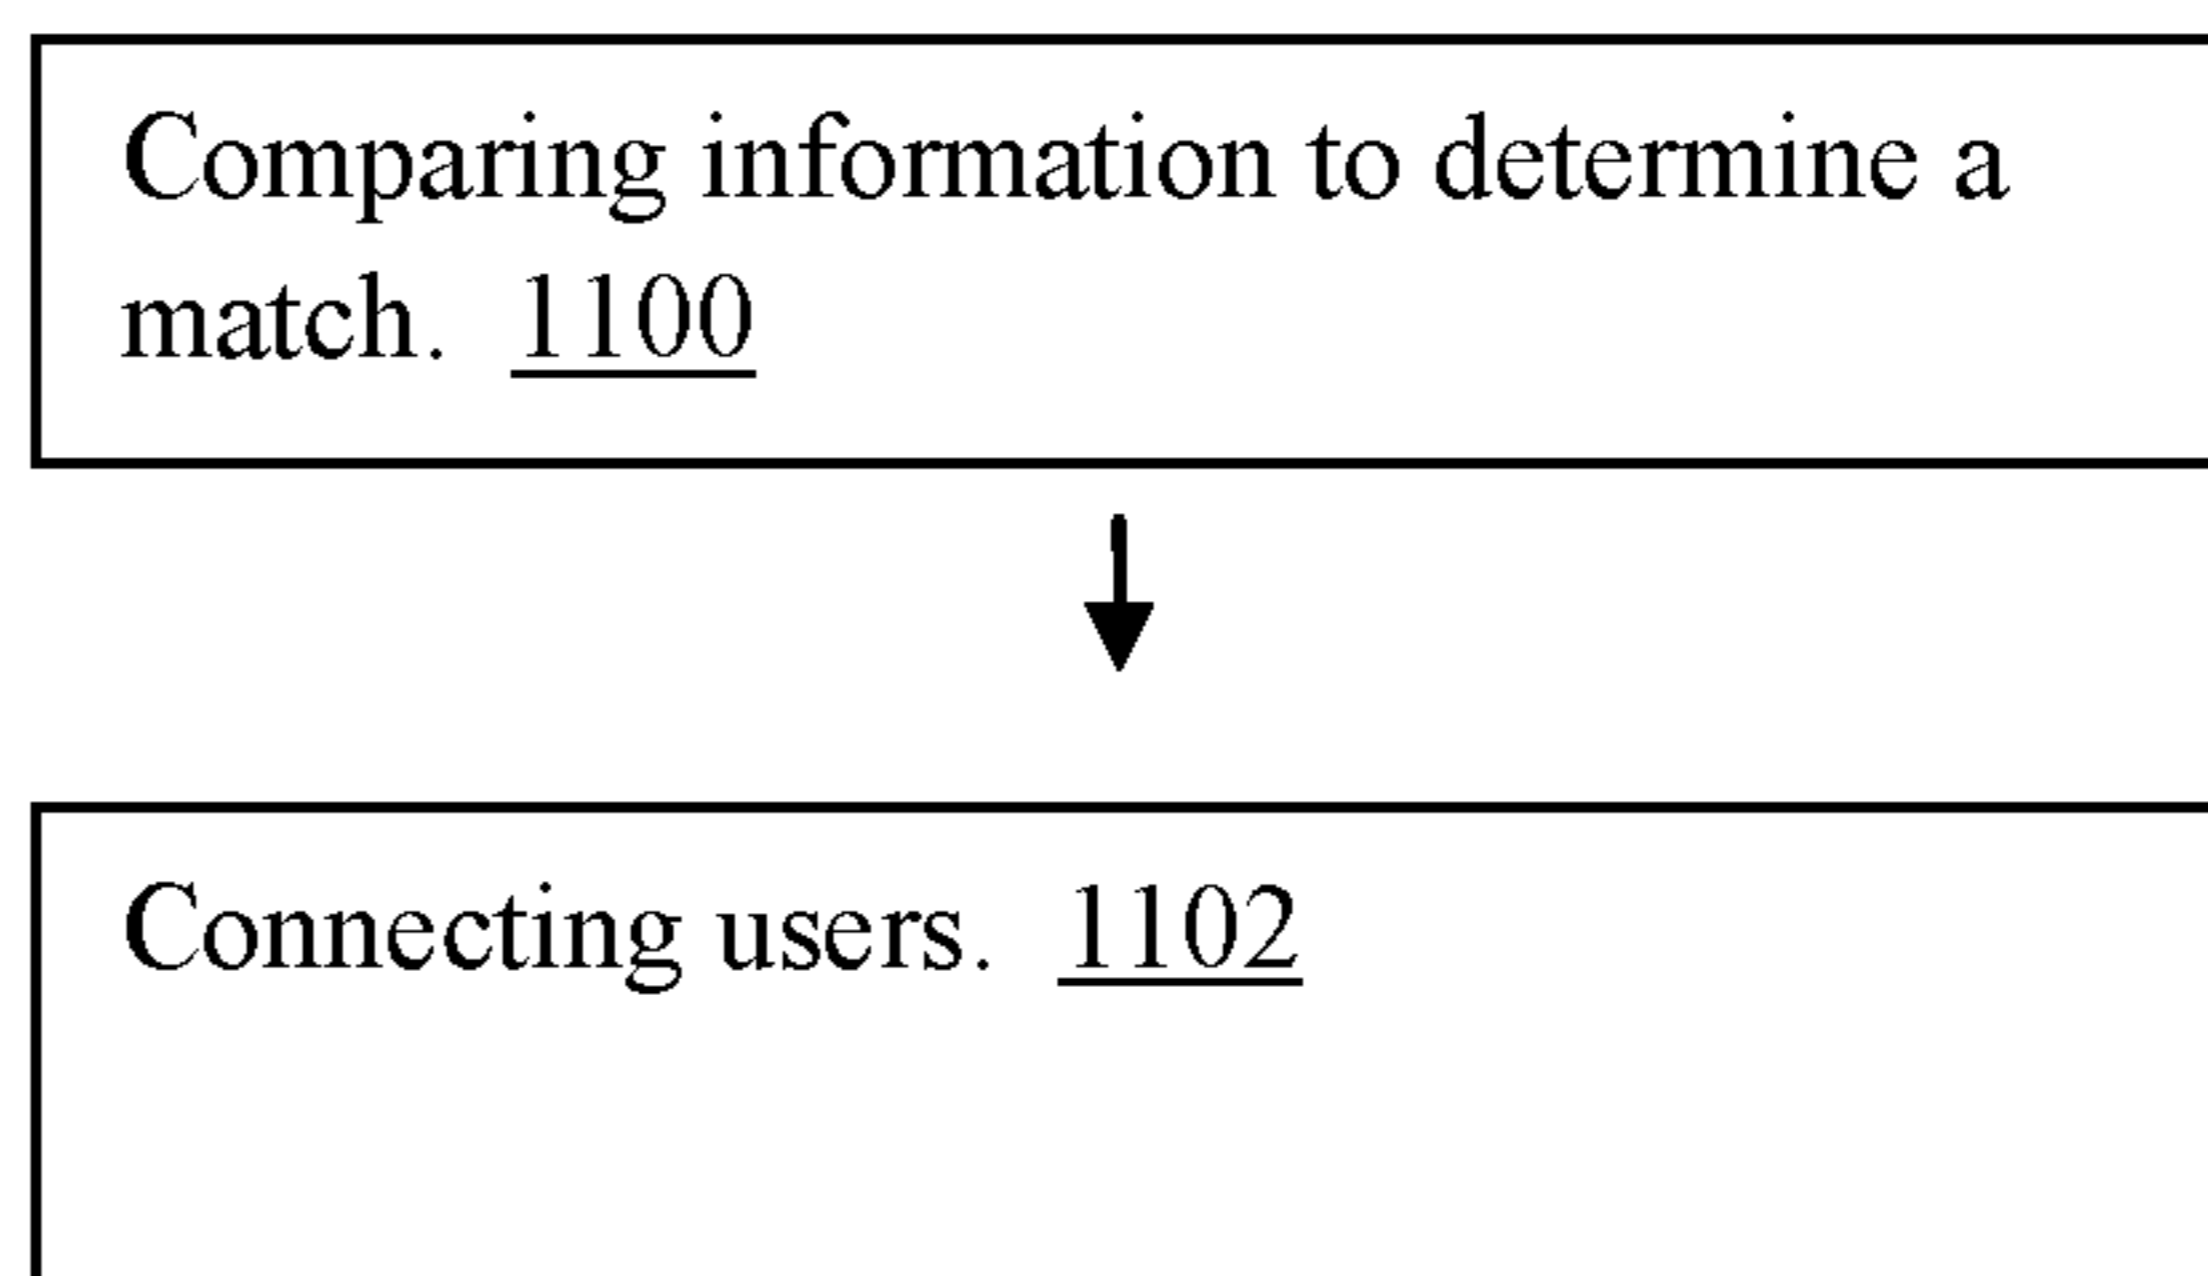 Comparing information to determine a
match. 1100
Connecting users. 1102